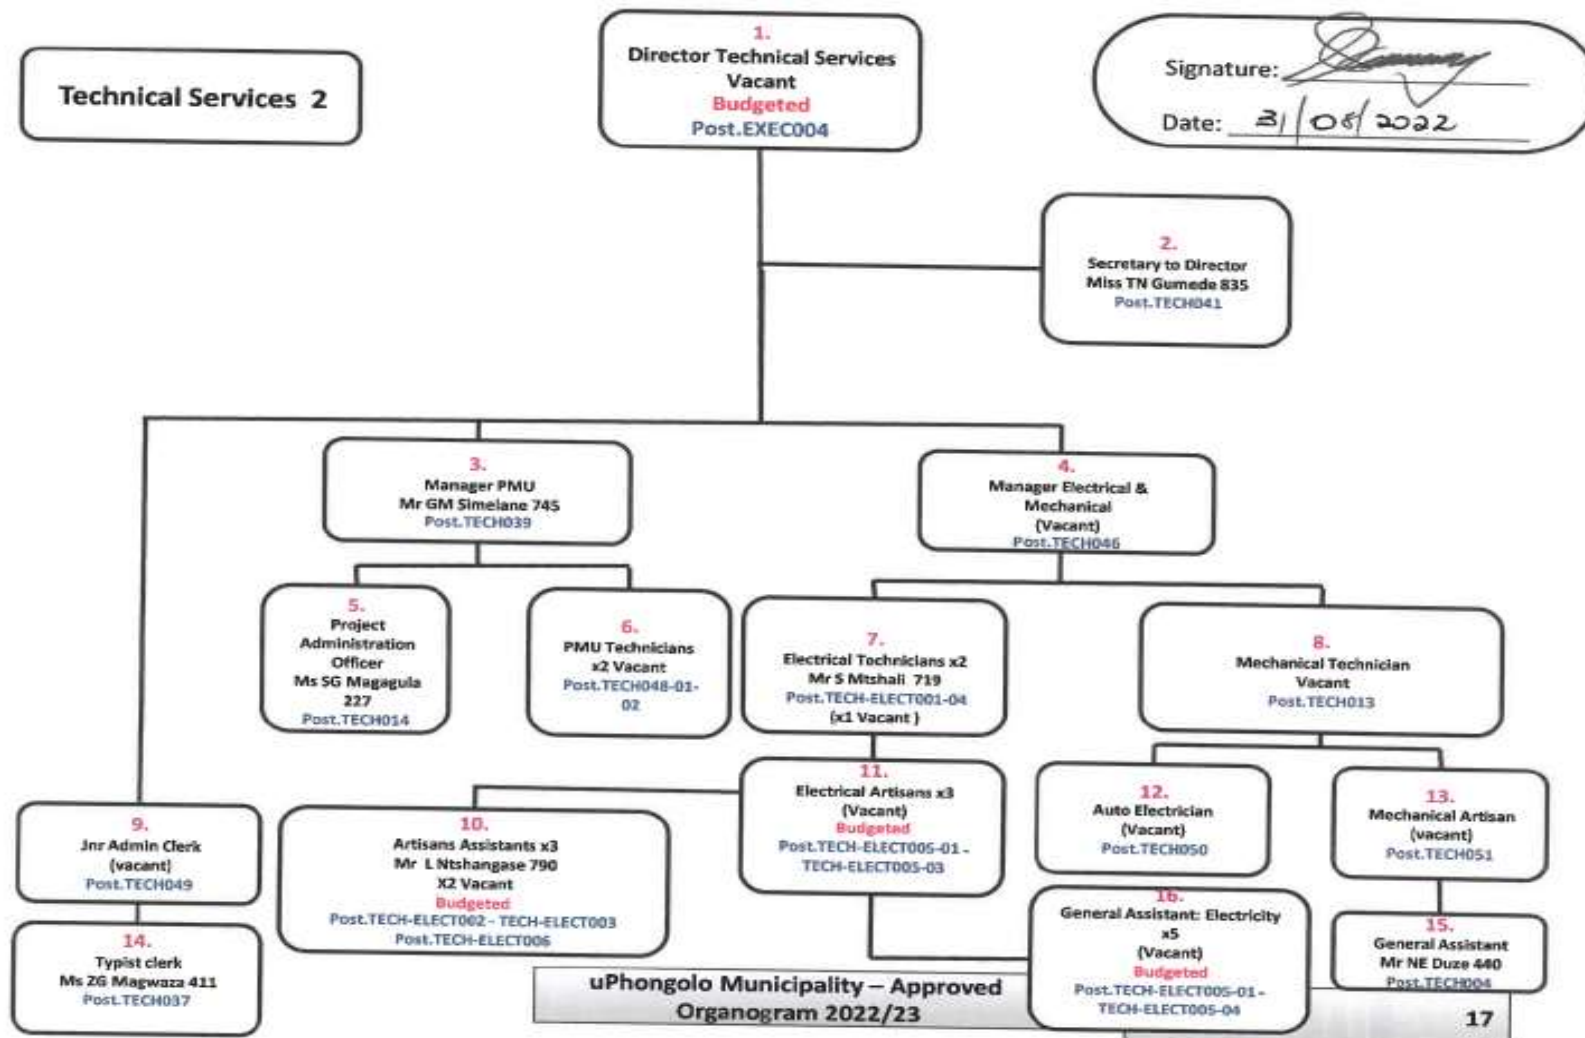 Technical Services 2
1.
Director Technical Services
Vacant
Budgeted
Post.EXEC004
Signature:
Date: 31/08/2022
2.
Secretary to Director
Miss TN Gumede 835
Post.TECH041
3.
Manager PMU
Mr GM Simelane 745
Post.TECH039
4.
Manager Electrical &
Mechanical
(Vacant)
Post.TECH046
5.
Project
Administration
Officer
Ms SG Magagula
227
Post.TECH014
6.
PMU Technicians
x2 Vacant
Post.TECH048-01-
02
7.
Electrical Technicians x2
Mr S Mtshali 719
Post.TECH-ELECT001-04
(x1 Vacant )
8.
Mechanical Technician
Vacant
Post.TECH013
9.
Jnr Admin Clerk
(vacant)
Post.TECH049
10.
Artisans Assistants x3
Mr L Ntshangase 790
X2 Vacant
Budgeted
Post.TECH-ELECT002 - TECH-ELECT003
Post.TECH-ELECT006
11.
Electrical Artisans x3
(Vacant)
Budgeted
Post.TECH-ELECT005-01 -
TECH-ELECT005-03
12.
Auto Electrician
(Vacant)
Post.TECH050
13.
Mechanical Artisan
(vacant)
Post.TECH051
14.
Typist clerk
Ms ZG Magwaza 411
Post.TECH037
16.
General Assistant: Electricity
x5
(Vacant)
Budgeted
Post.TECH-ELECT005-01 -
TECH-ELECT005-04
15.
General Assistant
Mr NE Duze 440
Post.TECH004
uPhongolo Municipality – Approved
Organogram 2022/23
17